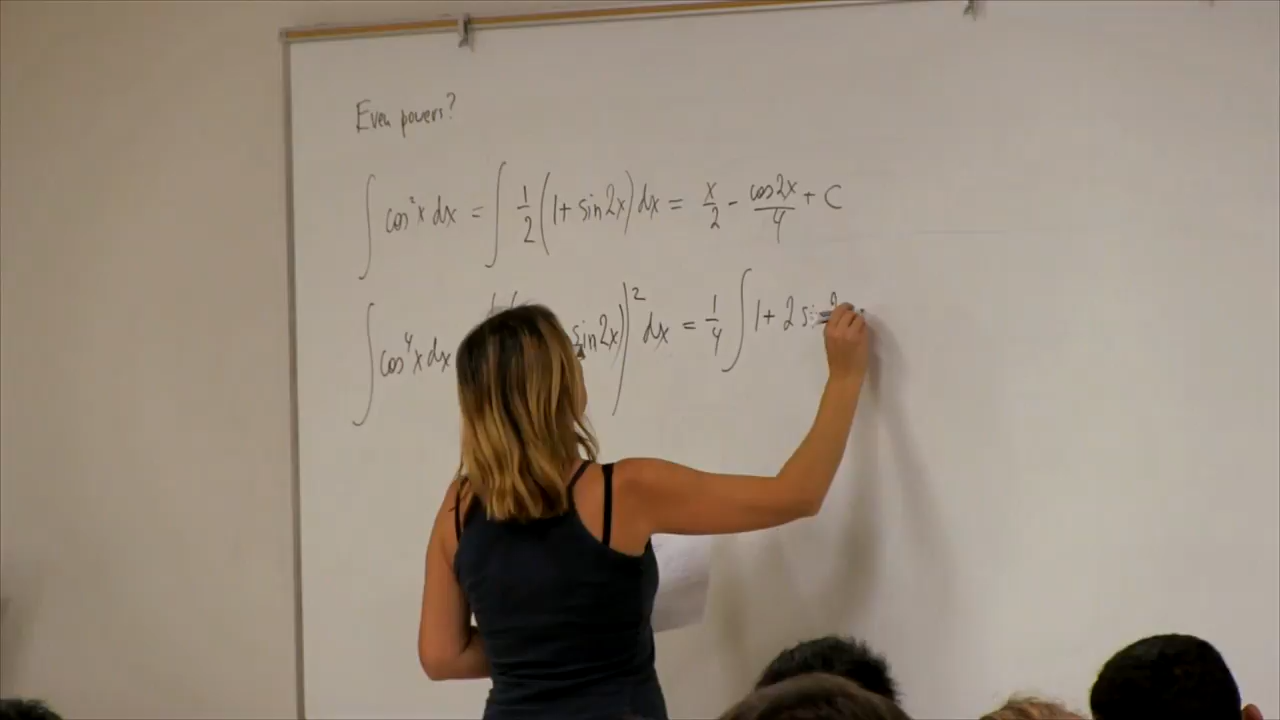 Even powers?
∫ cos²x dx = ∫ 1/2 (1 + sin2x) dx = x/2 - cos2x/4 + C
∫ cos⁴x dx sin2x)² dx = 1/4 ∫ 1 + 2 si